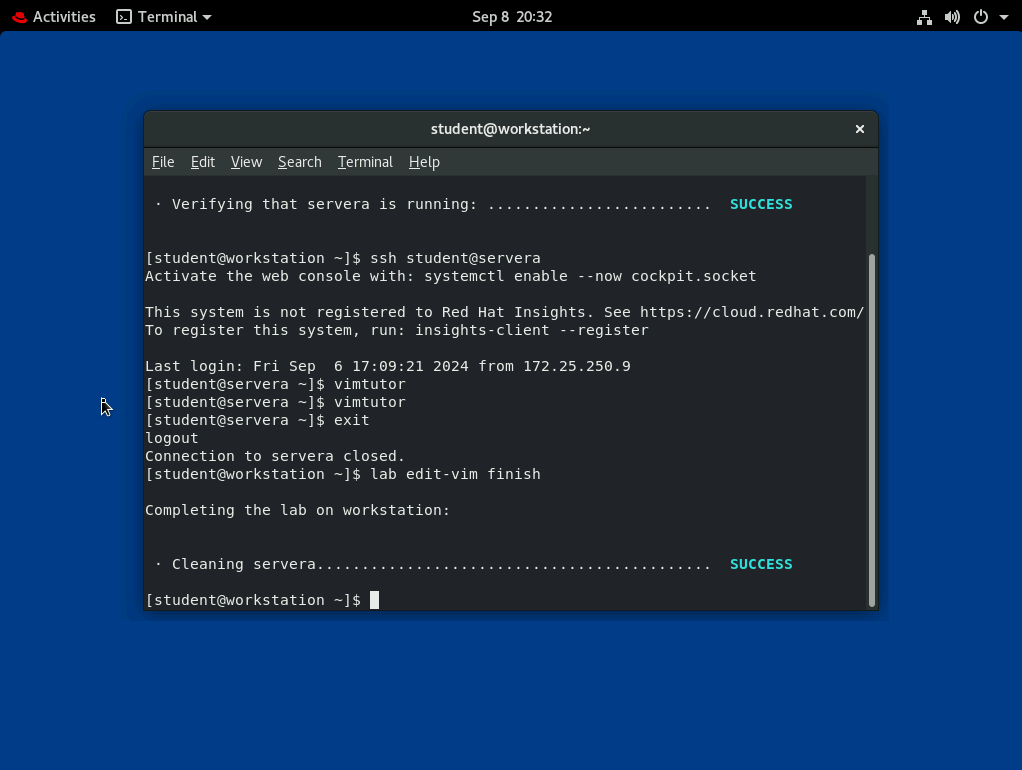 Activities Terminal Sep 8 20:32
student@workstation:~
File Edit View Search Terminal Help
· Verifying that servera is running: ......................... SUCCESS
[student@workstation ~]$ ssh student@servera
Activate the web console with: systemctl enable --now cockpit.socket
This system is not registered to Red Hat Insights. See https://cloud.redhat.com/
To register this system, run: insights-client --register
Last login: Fri Sep  6 17:09:21 2024 from 172.25.250.9
[student@servera ~]$ vimtutor
[student@servera ~]$ vimtutor
[student@servera ~]$ exit
logout
Connection to servera closed.
[student@workstation ~]$ lab edit-vim finish
Completing the lab on workstation:
· Cleaning servera............................................ SUCCESS
[student@workstation ~]$